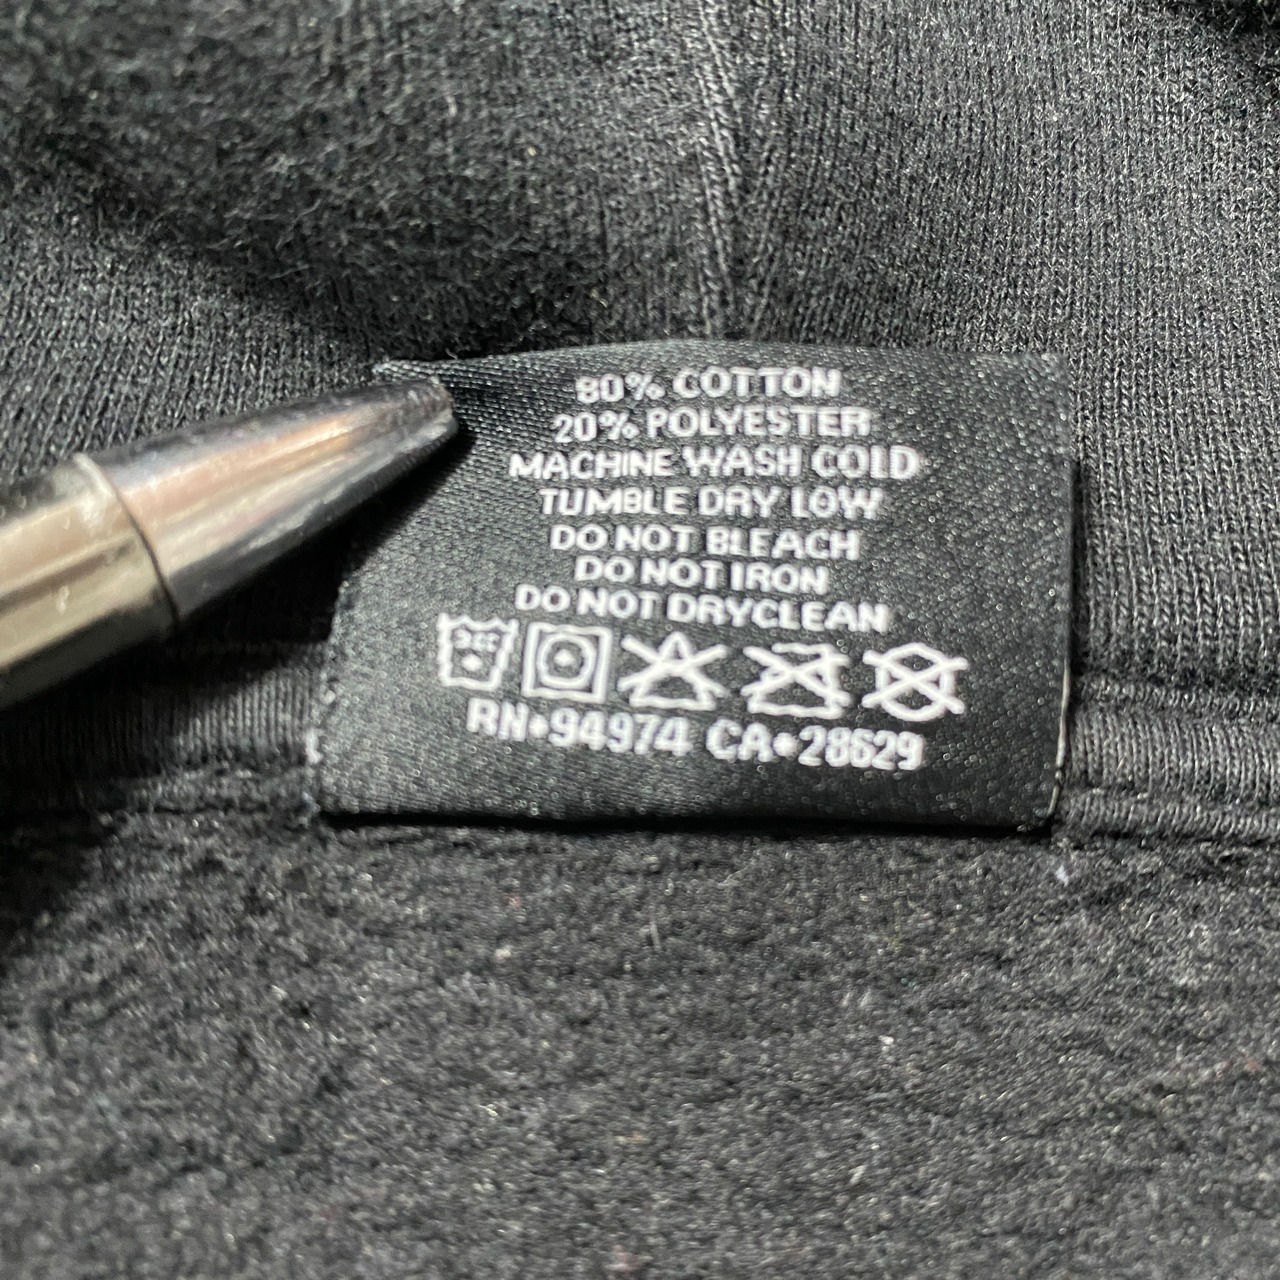 80% COTTON
20% POLYESTER
MACHINE WASH COLD
TUMBLE DRY LOW
DO NOT BLEACH
DO NOT IRON
DO NOT DRYCLEAN
RN•94974 CA•28629